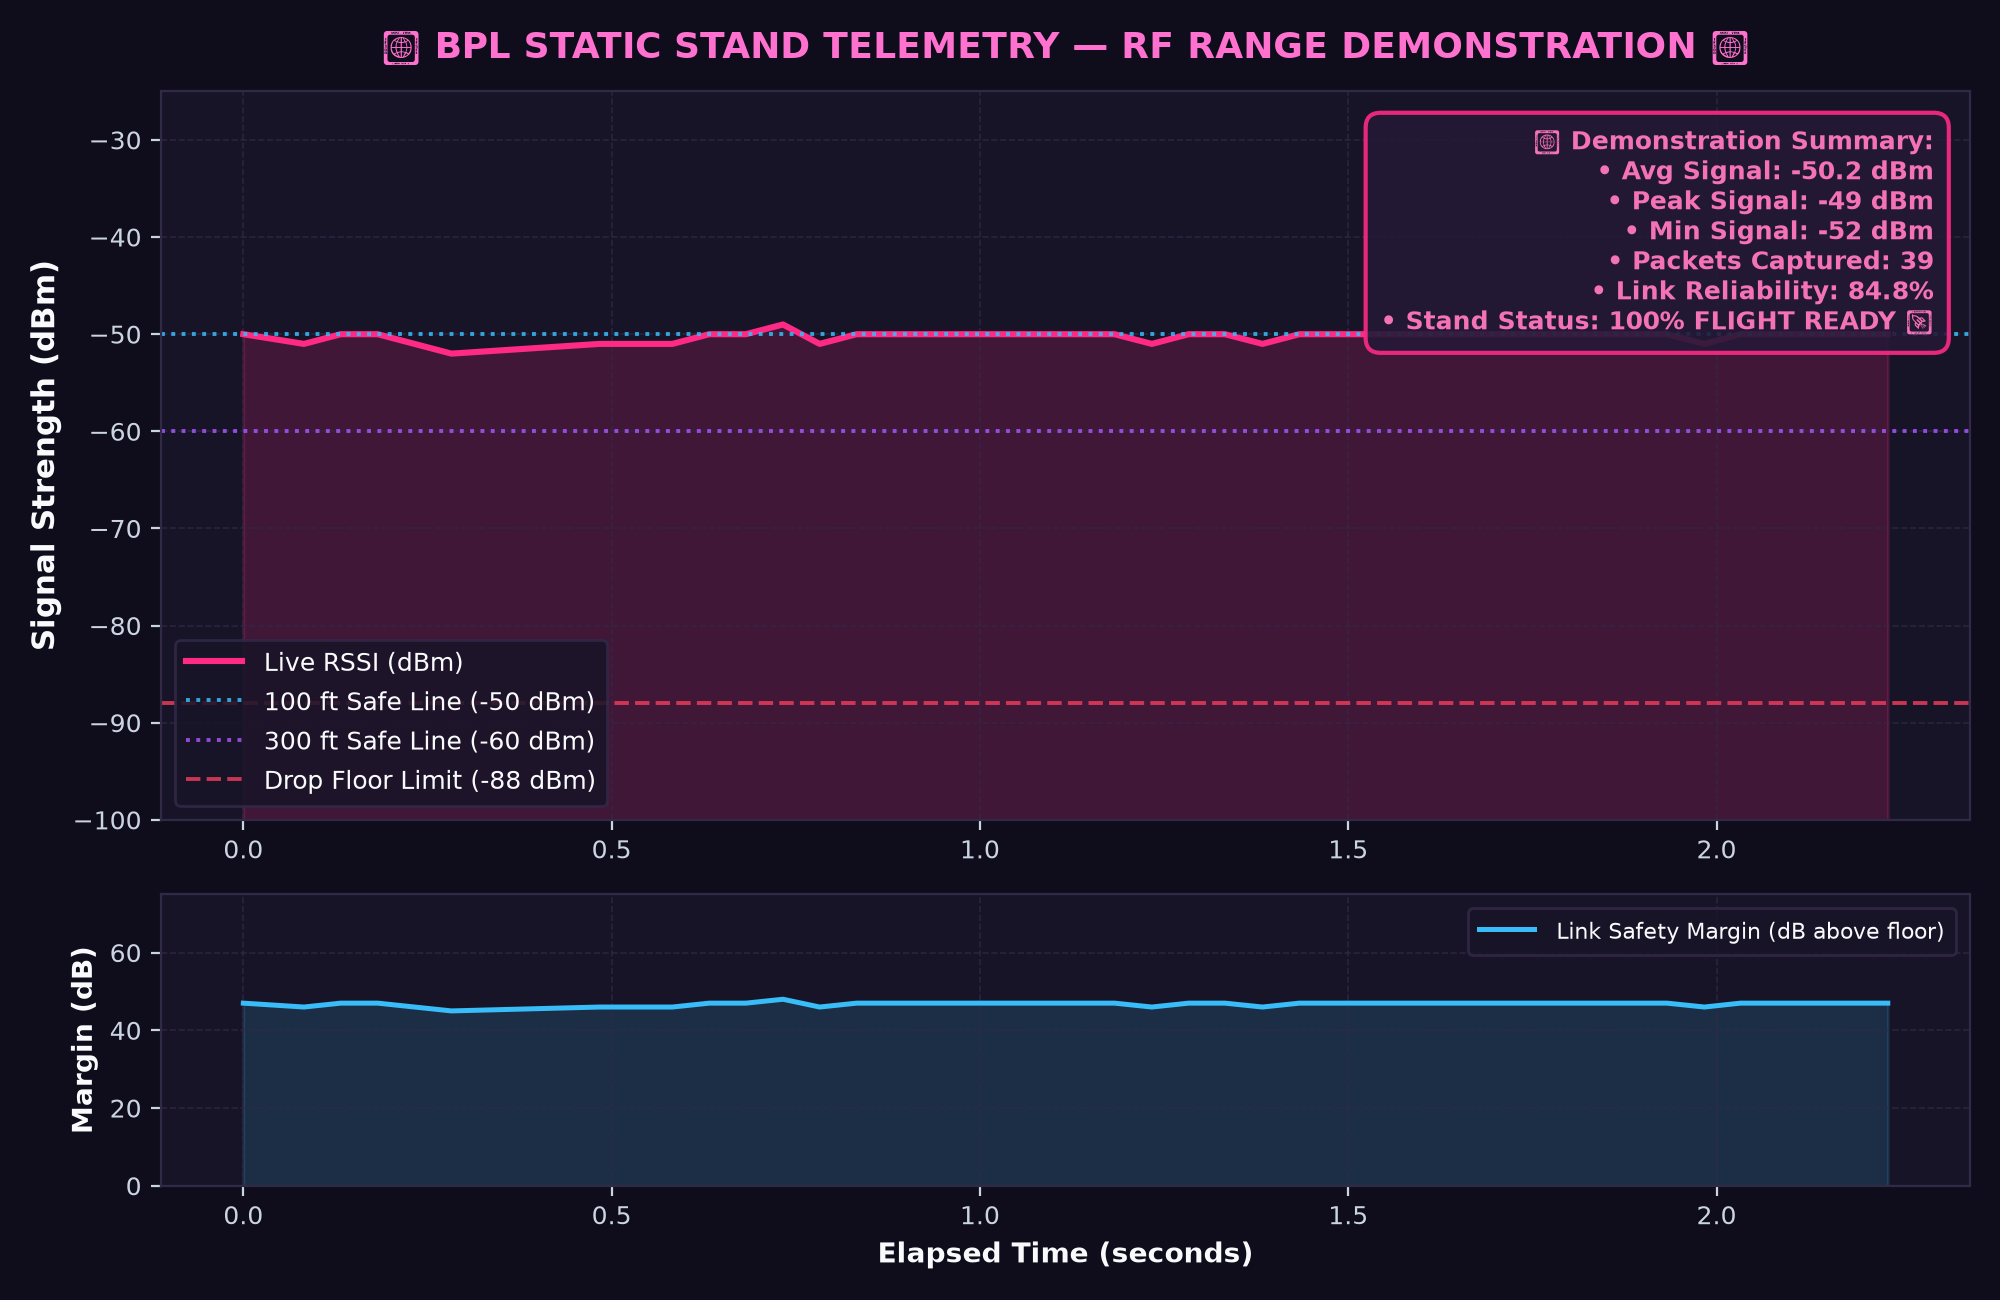 BPL STATIC STAND TELEMETRY — RF RANGE DEMONSTRATION
Signal Strength (dBm)
−30
−40
−50
−60
−70
−80
−90
−100
Demonstration Summary:
• Avg Signal: -50.2 dBm
• Peak Signal: -49 dBm
• Min Signal: -52 dBm
• Packets Captured: 39
• Link Reliability: 84.8%
• Stand Status: 100% FLIGHT READY
Live RSSI (dBm)
100 ft Safe Line (-50 dBm)
300 ft Safe Line (-60 dBm)
Drop Floor Limit (-88 dBm)
0.0 0.5 1.0 1.5 2.0
Margin (dB)
60
40
20
0
Link Safety Margin (dB above floor)
0.0 0.5 1.0 1.5 2.0
Elapsed Time (seconds)